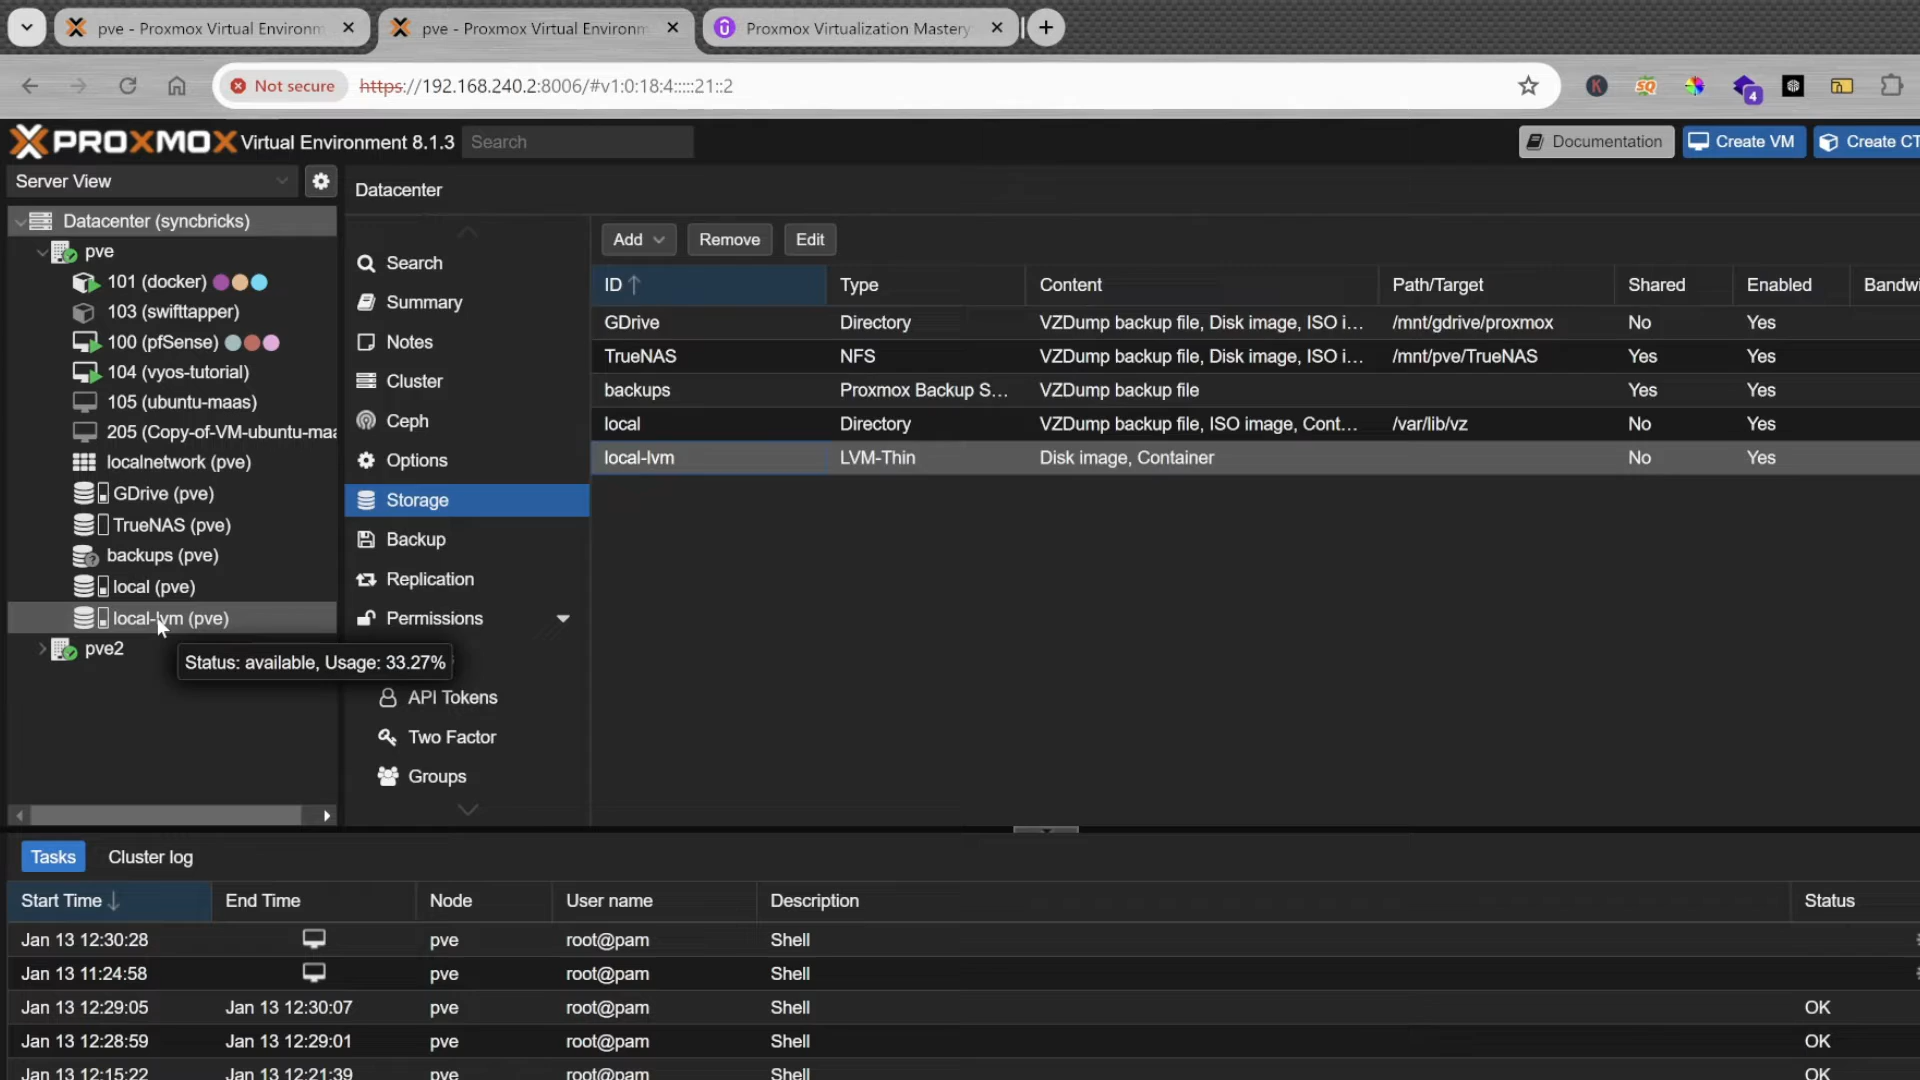 pve - Proxmox Virtual Environm
pve - Proxmox Virtual Environm
Proxmox Virtualization Mastery
Not secure
https://192.168.240.2:8006/#v1:0:18:4:::::21::2
SQ
4
PROXMOX Virtual Environment 8.1.3
Search
Documentation
Create VM
Create CT
Server View
Datacenter
Datacenter (syncbricks)
pve
101 (docker)
103 (swifttapper)
100 (pfSense)
104 (vyos-tutorial)
105 (ubuntu-maas)
205 (Copy-of-VM-ubuntu-maa
localnetwork (pve)
GDrive (pve)
TrueNAS (pve)
backups (pve)
local (pve)
local-lvm (pve)
pve2
Status: available, Usage: 33.27%
Search
Summary
Notes
Cluster
Ceph
Options
Storage
Backup
Replication
Permissions
API Tokens
Two Factor
Groups
Add
Remove
Edit
ID Type Content Path/Target Shared Enabled Bandwi
GDrive Directory VZDump backup file, Disk image, ISO i... /mnt/gdrive/proxmox No Yes
TrueNAS NFS VZDump backup file, Disk image, ISO i... /mnt/pve/TrueNAS Yes Yes
backups Proxmox Backup S... VZDump backup file Yes Yes
local Directory VZDump backup file, ISO image, Cont... /var/lib/vz No Yes
local-lvm LVM-Thin Disk image, Container No Yes
Tasks Cluster log
Start Time End Time Node User name Description Status
Jan 13 12:30:28 pve root@pam Shell
Jan 13 11:24:58 pve root@pam Shell
Jan 13 12:29:05 Jan 13 12:30:07 pve root@pam Shell OK
Jan 13 12:28:59 Jan 13 12:29:01 pve root@pam Shell OK
Jan 13 12:15:22 Jan 13 12:21:39 pve root@pam Shell OK